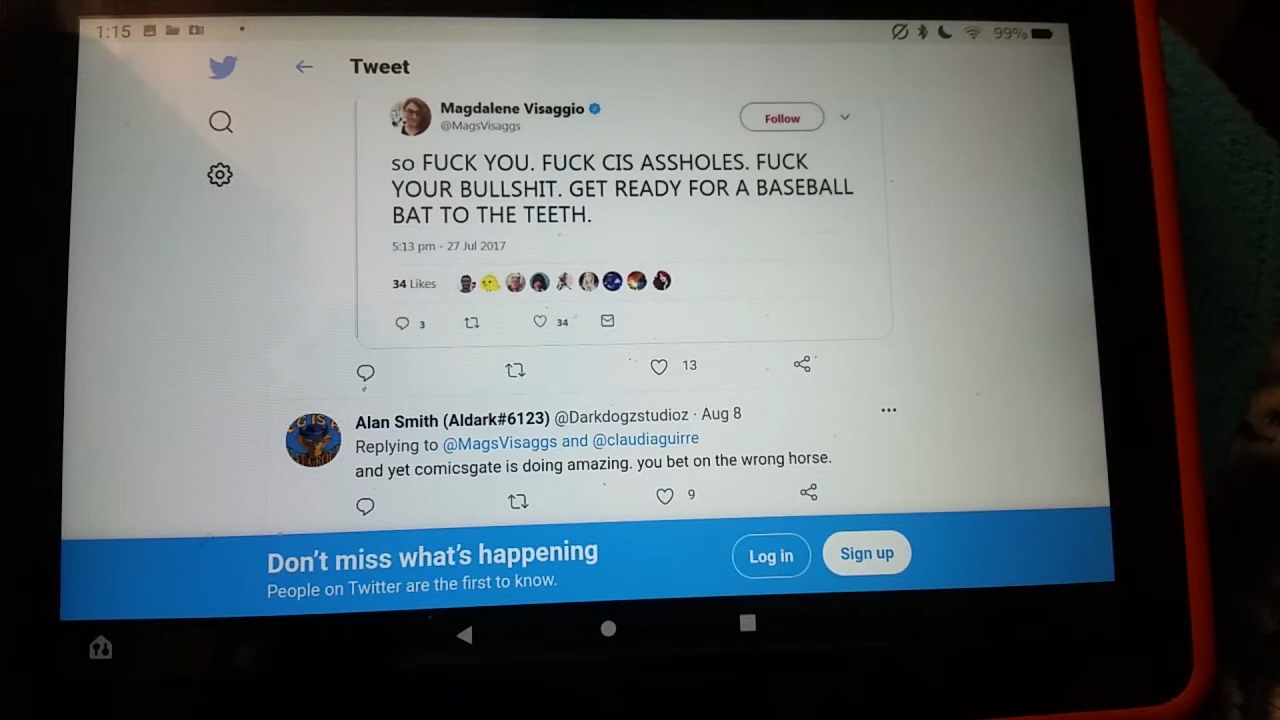 1:15
99%
Tweet
Magdalene Visaggio
@MagsVisaggs
Follow
so FUCK YOU. FUCK CIS ASSHOLES. FUCK
YOUR BULLSHIT. GET READY FOR A BASEBALL
BAT TO THE TEETH.
5:13 pm - 27 Jul 2017
34 Likes
3
34
13
Alan Smith (Aldark#6123) @Darkdogzstudioz · Aug 8
Replying to @MagsVisaggs and @claudiaguirre
and yet comicsgate is doing amazing. you bet on the wrong horse.
9
Don't miss what's happening
People on Twitter are the first to know.
Log in
Sign up